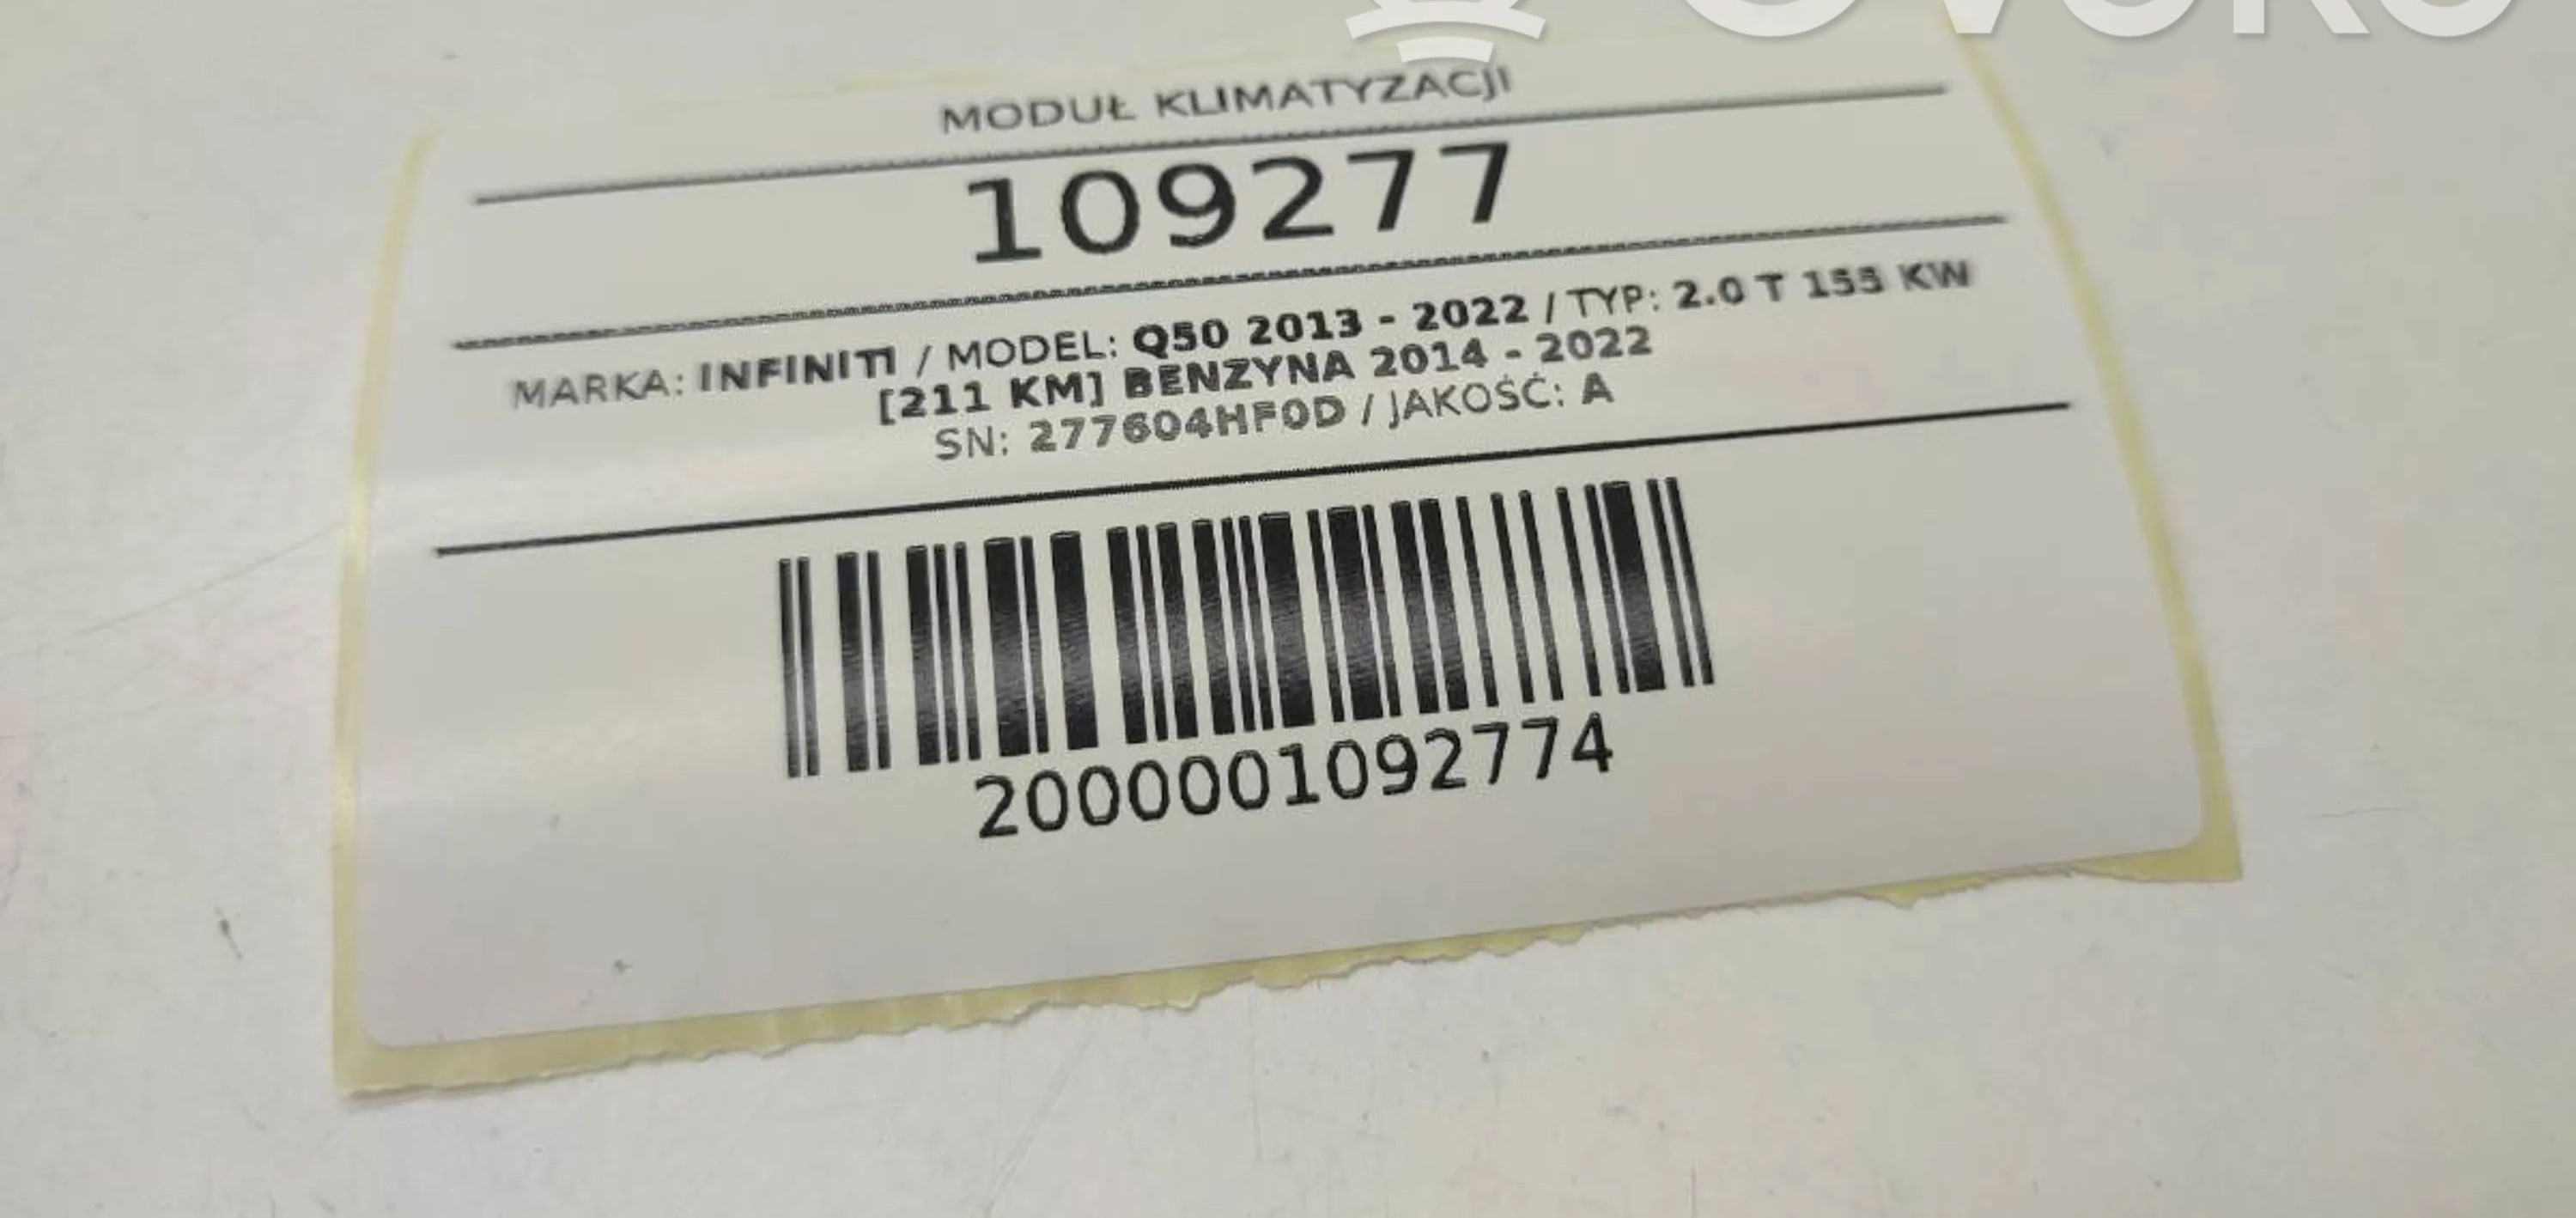 MODUŁ KLIMATYZACJI
109277
MARKA: INFINITI / MODEL: Q50 2013 - 2022 / TYP: 2.0 T 155 KW
[211 KM] BENZYNA 2014 - 2022
SN: 277604HF0D / JAKOŚĆ: A
2000001092774